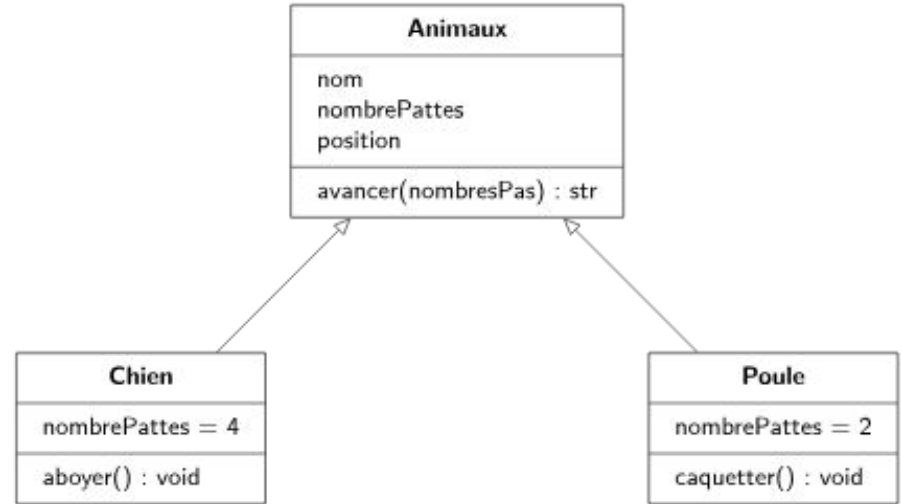 Animaux
nom
nombrePattes
position
avancer(nombresPas) : str
Chien
nombrePattes = 4
aboyer() : void
Poule
nombrePattes = 2
caquetter() : void